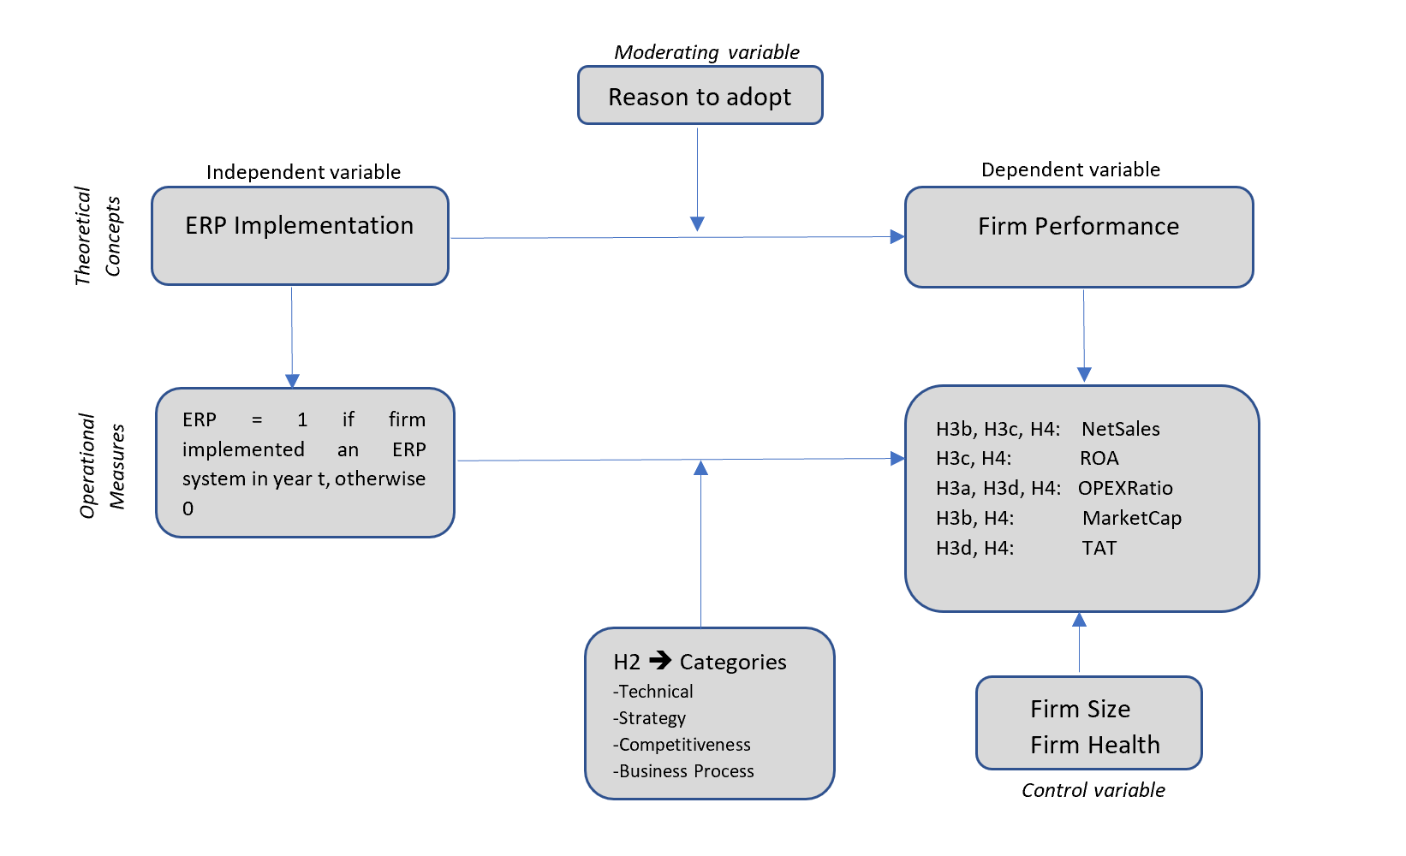 Moderating variable
Reason to adopt
Independent variable
Dependent variable
Theoretical
Concepts
ERP Implementation
Firm Performance
Operational
Measures
ERP = 1 if firm
implemented an ERP
system in year t, otherwise
0
H3b, H3c, H4: NetSales
H3c, H4: ROA
H3a, H3d, H4: OPEXRatio
H3b, H4: MarketCap
H3d, H4: TAT
H2 ➔ Categories
-Technical
-Strategy
-Competitiveness
-Business Process
Firm Size
Firm Health
Control variable